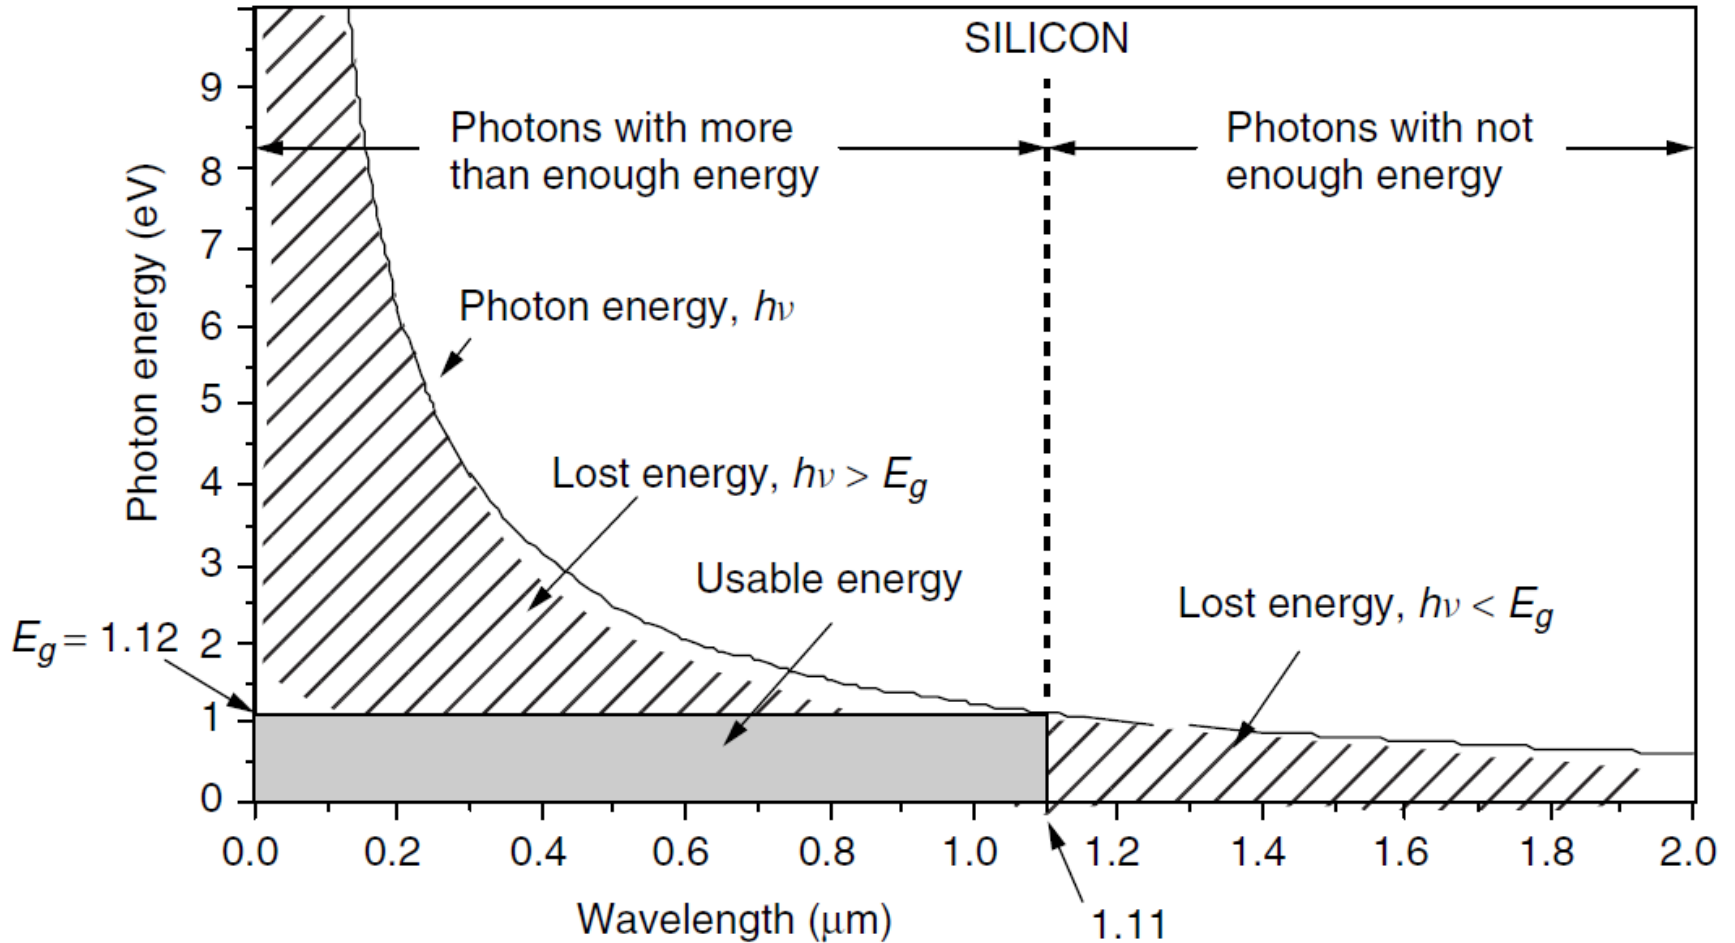 SILICON
Photons with more
than enough energy
Photons with not
enough energy
Photon energy, hν
Lost energy, hν > Eg
Usable energy
Lost energy, hν < Eg
Eg = 1.12
Photon energy (eV)
9
8
7
6
5
4
3
2
1
0
0.0 0.2 0.4 0.6 0.8 1.0 1.2 1.4 1.6 1.8 2.0
Wavelength (μm)
1.11